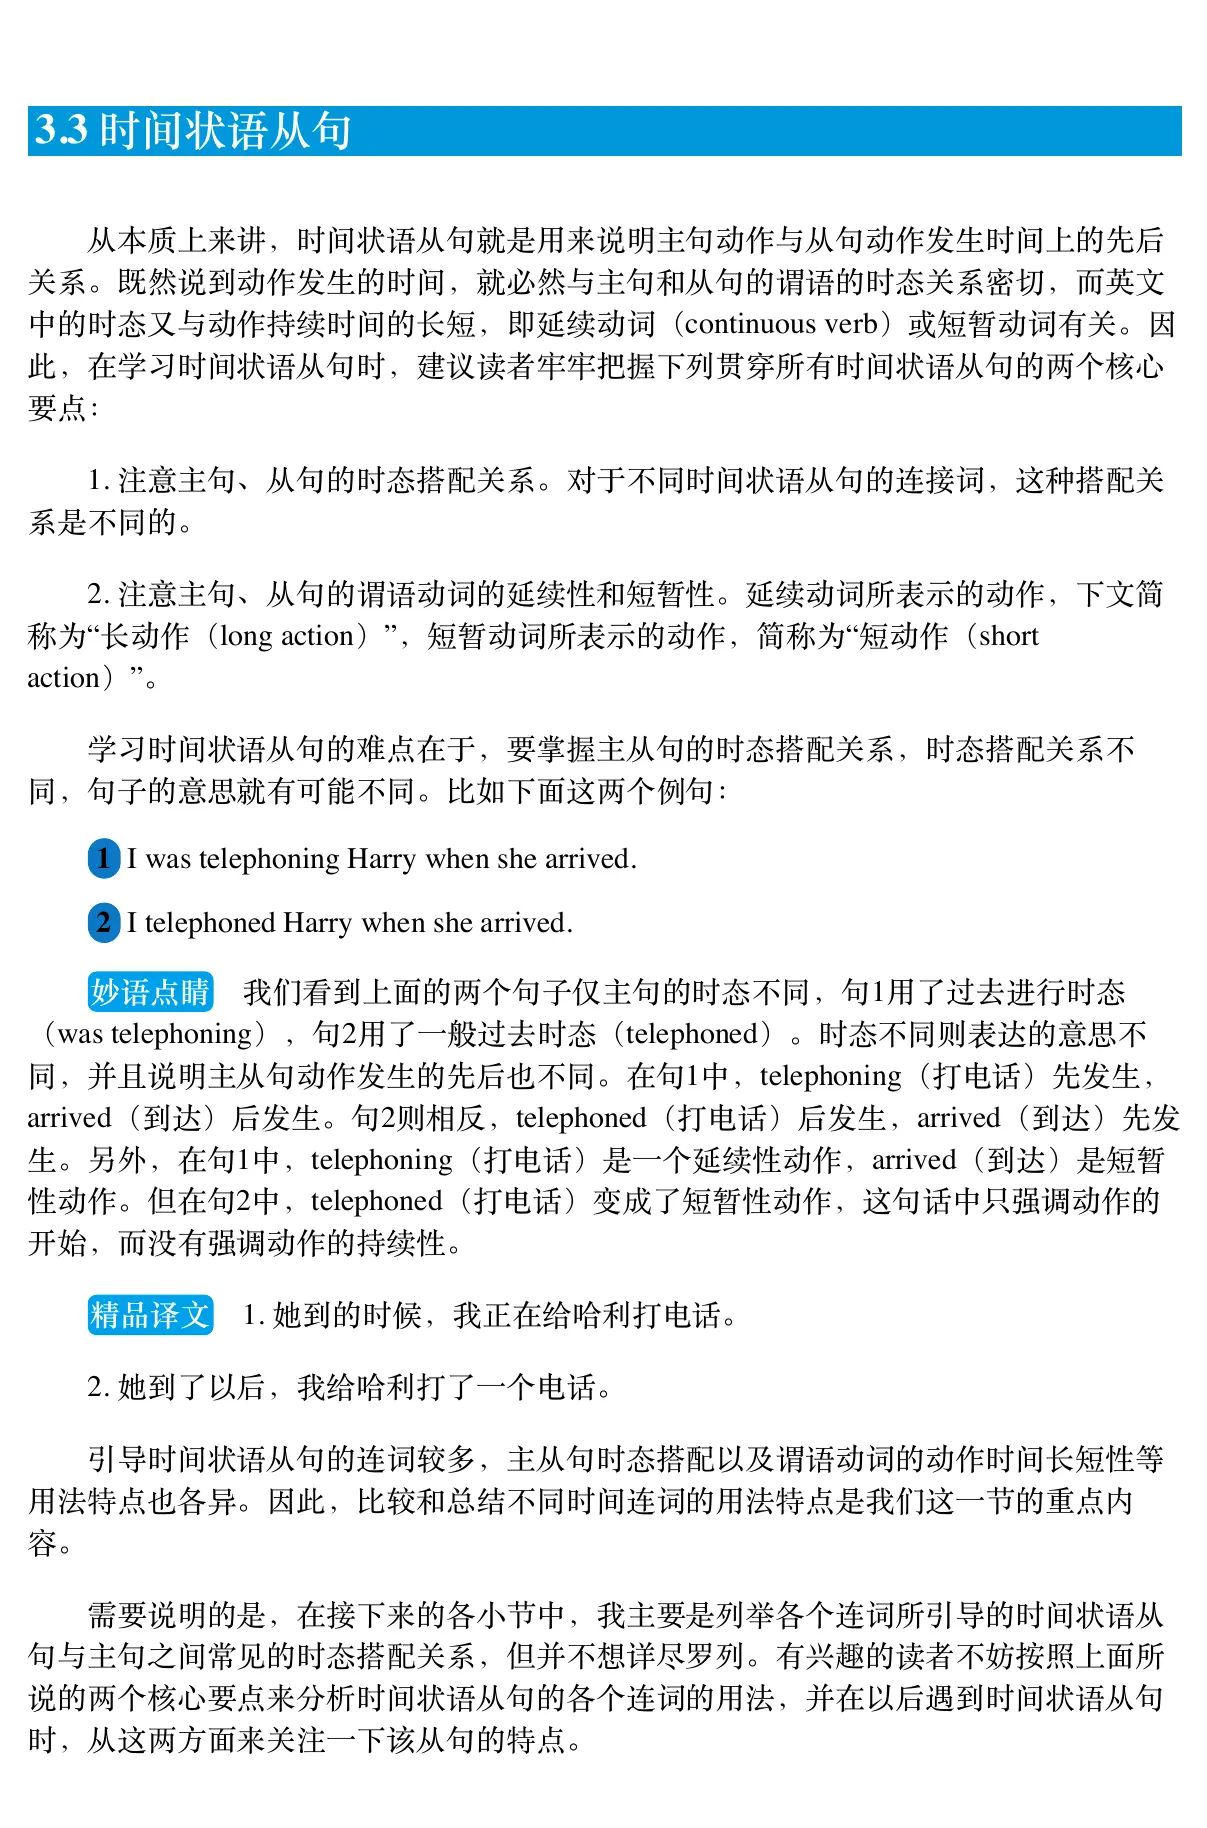 3.3 时间状语从句
从本质上来讲，时间状语从句就是用来说明主句动作与从句动作发生时间上的先后
关系。既然说到动作发生的时间，就必然与主句和从句的谓语的时态关系密切，而英文
中的时态又与动作持续时间的长短，即延续动词（continuous verb）或短暂动词有关。因
此，在学习时间状语从句时，建议读者牢牢把握下列贯穿所有时间状语从句的两个核心
要点：
1. 注意主句、从句的时态搭配关系。对于不同时间状语从句的连接词，这种搭配关
系是不同的。
2. 注意主句、从句的谓语动词的延续性和短暂性。延续动词所表示的动作，下文简
称为“长动作（long action）”，短暂动词所表示的动作，简称为“短动作（short
action）”。
学习时间状语从句的难点在于，要掌握主从句的时态搭配关系，时态搭配关系不
同，句子的意思就有可能不同。比如下面这两个例句：
1 I was telephoning Harry when she arrived.
2 I telephoned Harry when she arrived.
妙语点睛 我们看到上面的两个句子仅主句的时态不同，句1用了过去进行时态
（was telephoning），句2用了一般过去时态（telephoned）。时态不同则表达的意思不
同，并且说明主从句动作发生的先后也不同。在句1中，telephoning（打电话）先发生，
arrived（到达）后发生。句2则相反，telephoned（打电话）后发生，arrived（到达）先发
生。另外，在句1中，telephoning（打电话）是一个延续性动作，arrived（到达）是短暂
性动作。但在句2中，telephoned（打电话）变成了短暂性动作，这句话中只强调动作的
开始，而没有强调动作的持续性。
精品译文 1. 她到的时候，我正在给哈利打电话。
2. 她到了以后，我给哈利打了一个电话。
引导时间状语从句的连词较多，主从句时态搭配以及谓语动词的动作时间长短性等
用法特点也各异。因此，比较和总结不同时间连词的用法特点是我们这一节的重点内
容。
需要说明的是，在接下来的各小节中，我主要是列举各个连词所引导的时间状语从
句与主句之间常见的时态搭配关系，但并不想详尽罗列。有兴趣的读者不妨按照上面所
说的两个核心要点来分析时间状语从句的各个连词的用法，并在以后遇到时间状语从句
时，从这两方面来关注一下该从句的特点。